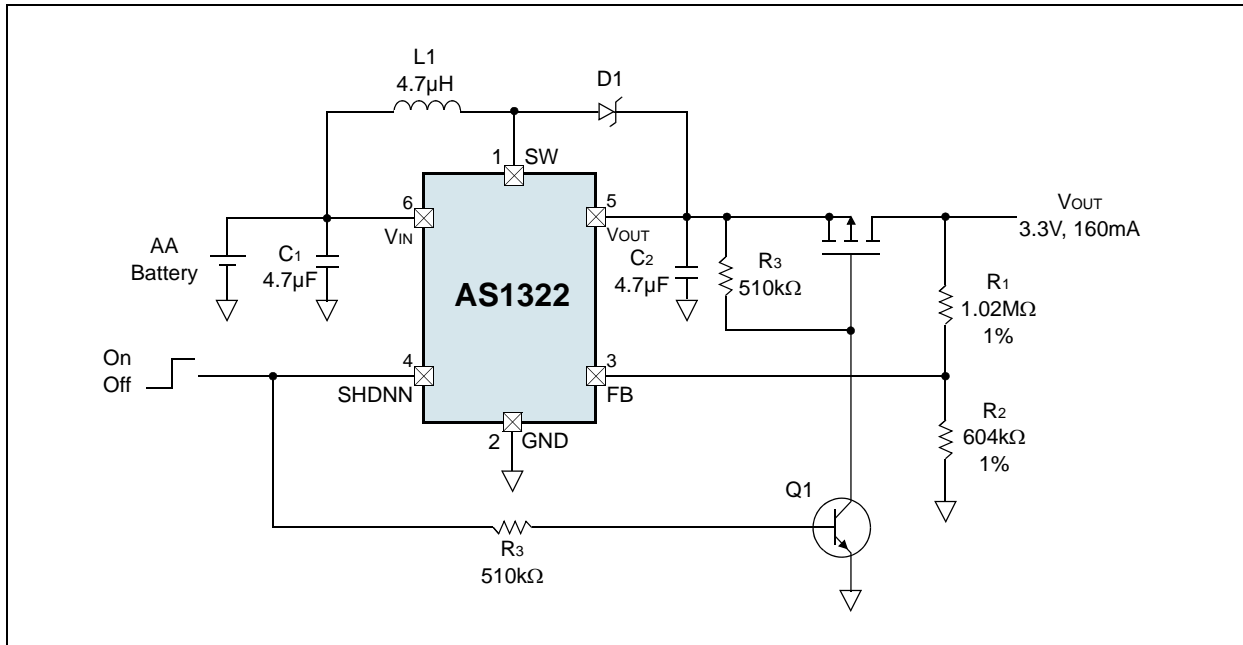 L1
4.7µH
D1
1
SW
6
VIN
5
VOUT
AA
Battery
C1
4.7µF
AS1322
C2
4.7µF
R3
510kΩ
VOUT
3.3V, 160mA
R1
1.02MΩ
1%
On
Off
4
SHDNN
3
FB
2
GND
R2
604kΩ
1%
Q1
R3
510kΩ